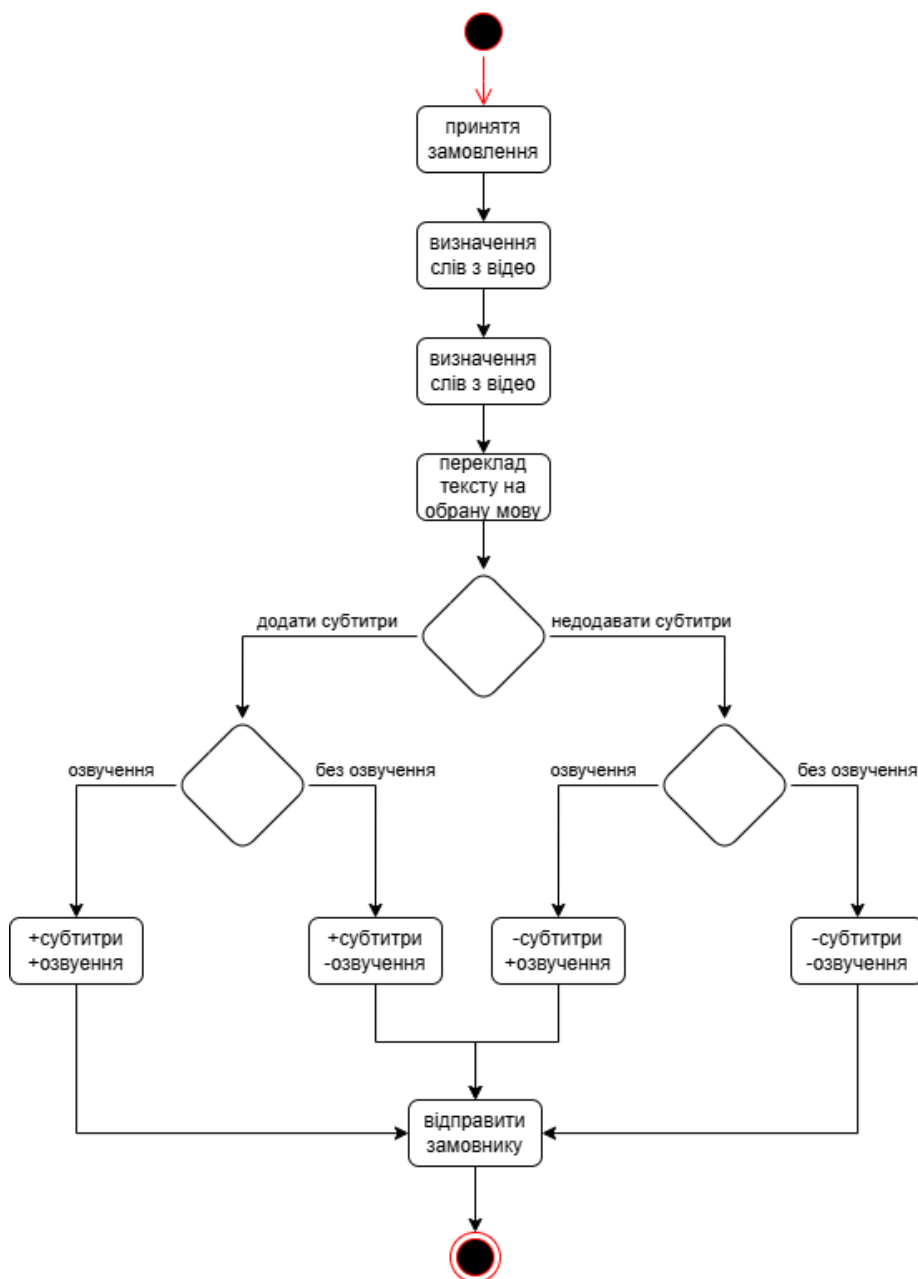 принятя
замовлення
визначення
слів з відео
визначення
слів з відео
переклад
тексту на
обрану мову
додати субтитри
недодавати субтитри
озвучення
без озвучення
озвучення
без озвучення
+субтитри
+озвуення
+субтитри
-озвучення
-субтитри
+озвучення
-субтитри
-озвучення
відправити
замовнику